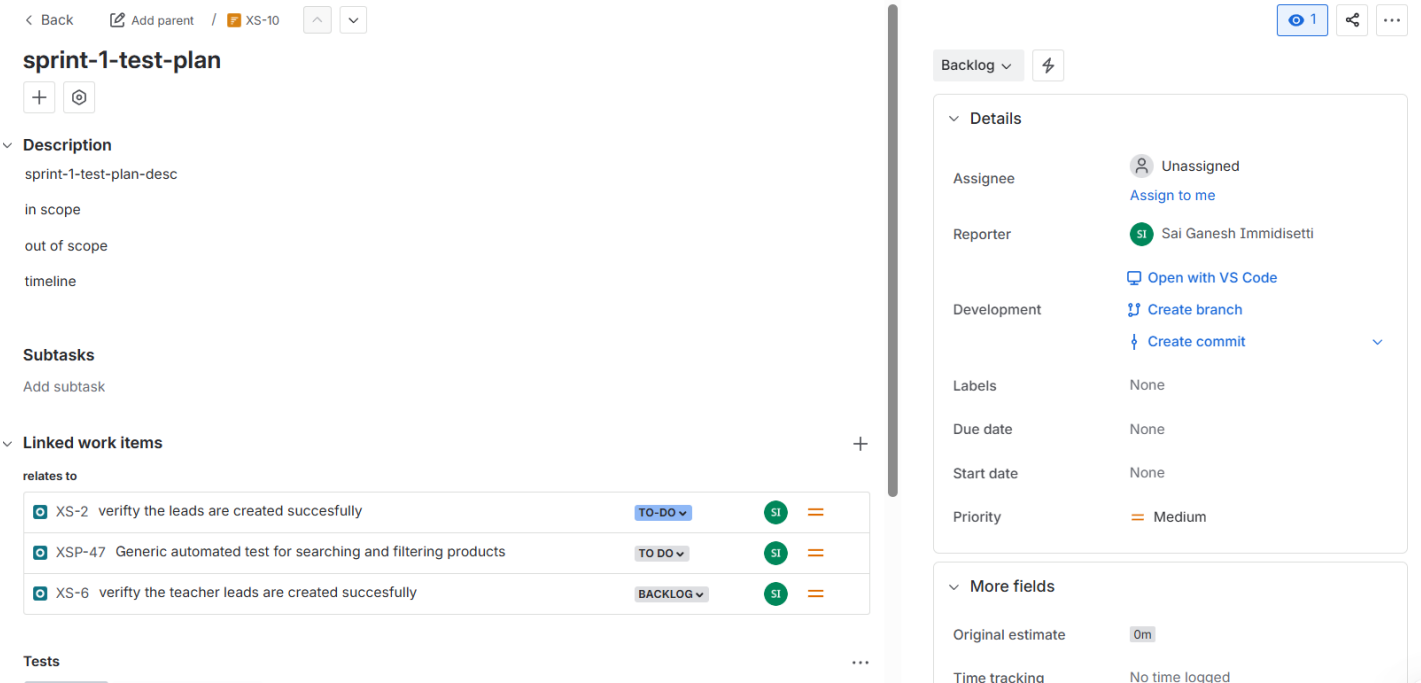 Back Add parent / XS-10
1
sprint-1-test-plan
Backlog
Description
sprint-1-test-plan-desc
in scope
out of scope
timeline
Subtasks
Add subtask
Linked work items
relates to
XS-2 verifty the leads are created succesfully TO-DO SI
XSP-47 Generic automated test for searching and filtering products TO DO SI
XS-6 verifty the teacher leads are created succesfully BACKLOG SI
Tests
Details
Assignee Unassigned
Assign to me
Reporter SI Sai Ganesh Immidisetti
Open with VS Code
Development Create branch
Create commit
Labels None
Due date None
Start date None
Priority Medium
More fields
Original estimate 0m
Time tracking No time logged